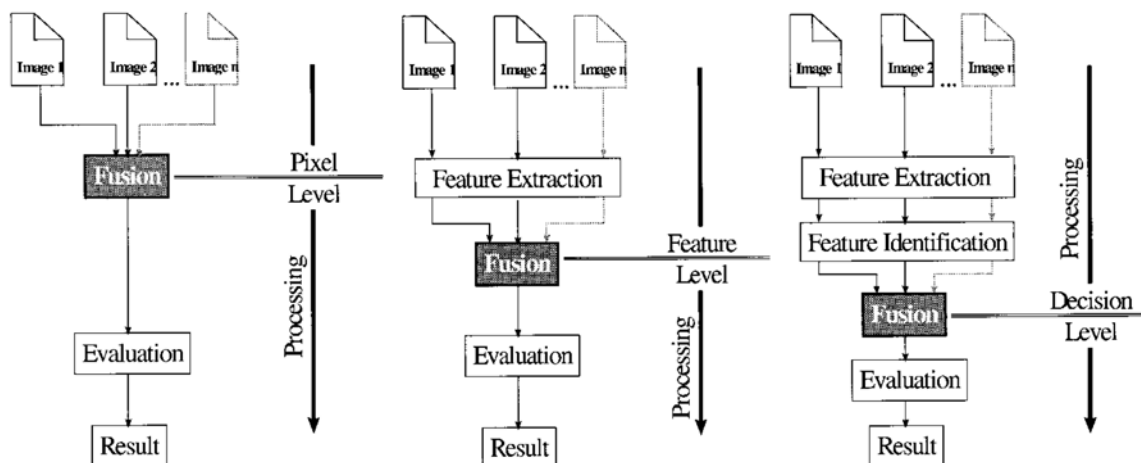 Image 1
Image 2
...
Image n
Fusion
Pixel
Level
Processing
Evaluation
Result
Image 1
Image 2
...
Image n
Feature Extraction
Fusion
Feature
Level
Processing
Evaluation
Result
Image 1
Image 2
...
Image n
Feature Extraction
Feature Identification
Processing
Fusion
Decision
Level
Evaluation
Result